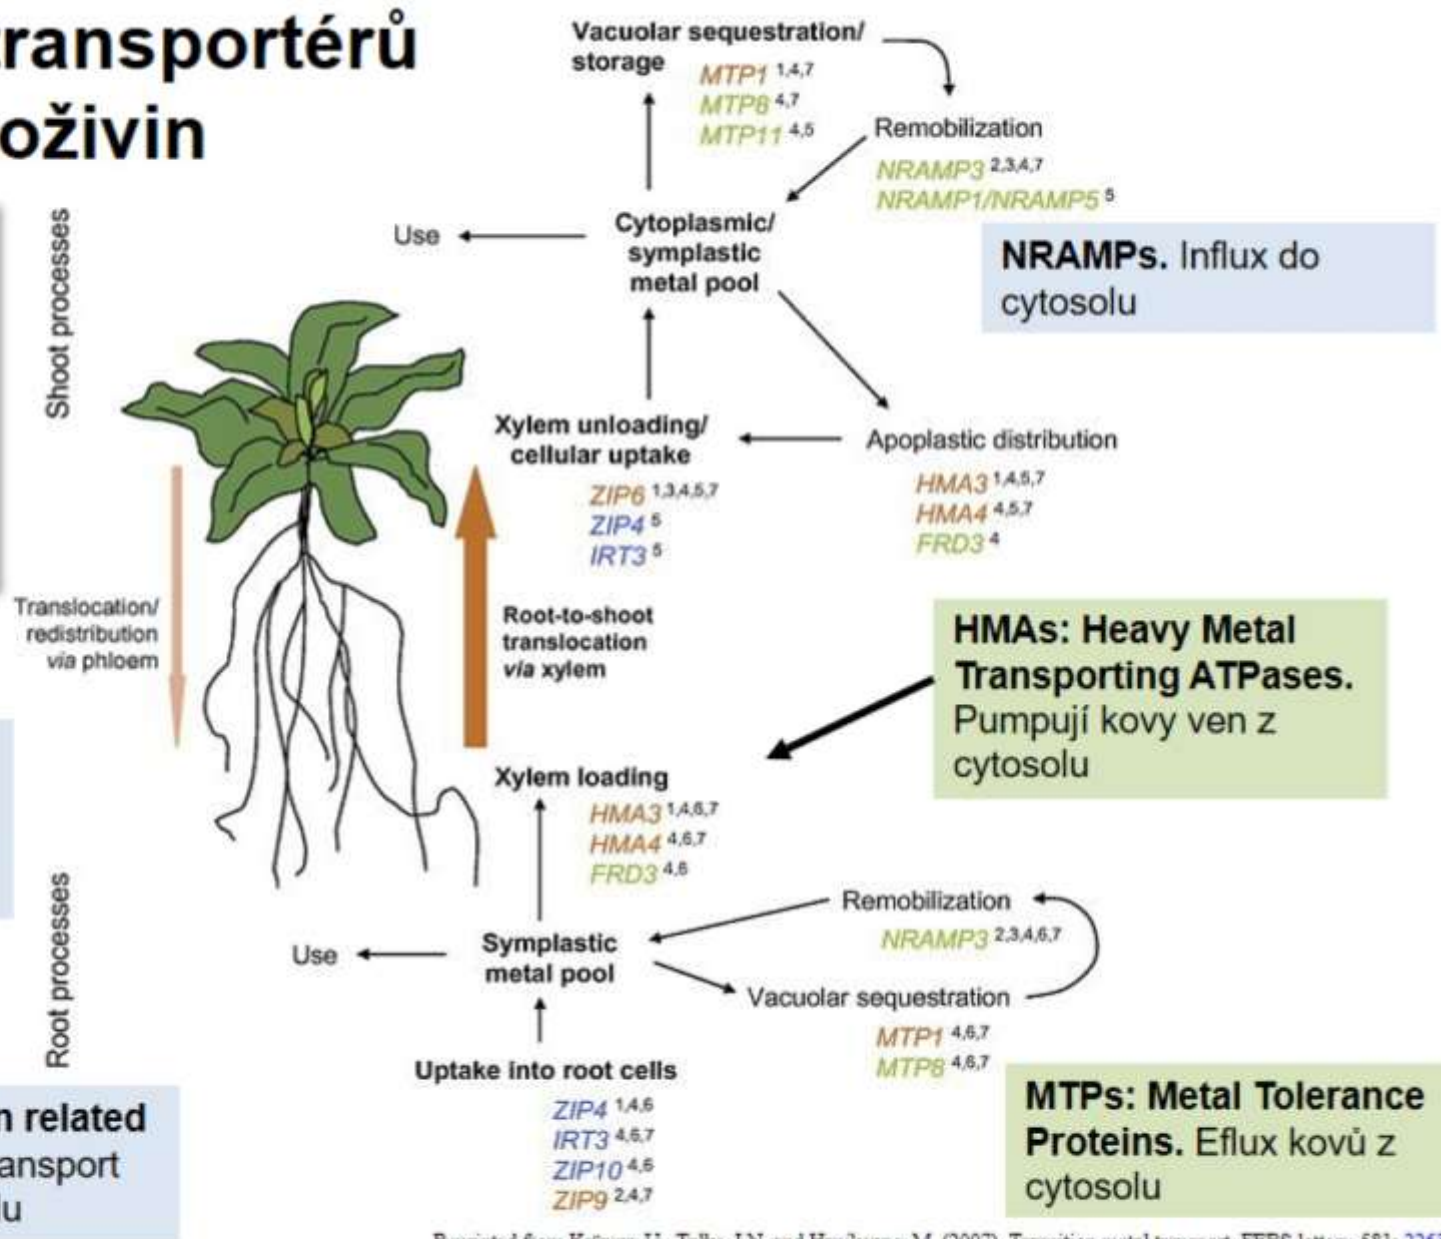 transportérů
oživin
Vacuolar sequestration/
storage
MTP1 1,4,7
MTP8 4,7
MTP11 4,5
Remobilization
NRAMP3 2,3,4,7
NRAMP1/NRAMP5 5
Shoot processes
Use
Cytoplasmic/
symplastic
metal pool
NRAMPs. Influx do
cytosolu
Xylem unloading/
cellular uptake
ZIP6 1,3,4,5,7
ZIP4 5
IRT3 5
Apoplastic distribution
HMA3 1,4,5,7
HMA4 4,5,7
FRD3 4
Translocation/
redistribution
via phloem
Root-to-shoot
translocation
via xylem
HMAs: Heavy Metal
Transporting ATPases.
Pumpují kovy ven z
cytosolu
Xylem loading
HMA3 1,4,6,7
HMA4 4,6,7
FRD3 4,6
Root processes
Use
Symplastic
metal pool
Remobilization
NRAMP3 2,3,4,6,7
Vacuolar sequestration
MTP1 4,6,7
MTP8 4,6,7
Uptake into root cells
ZIP4 1,4,6
IRT3 4,6,7
ZIP10 4,6
ZIP9 2,4,7
MTPs: Metal Tolerance
Proteins. Eflux kovů z
cytosolu
n related
ansport
lu